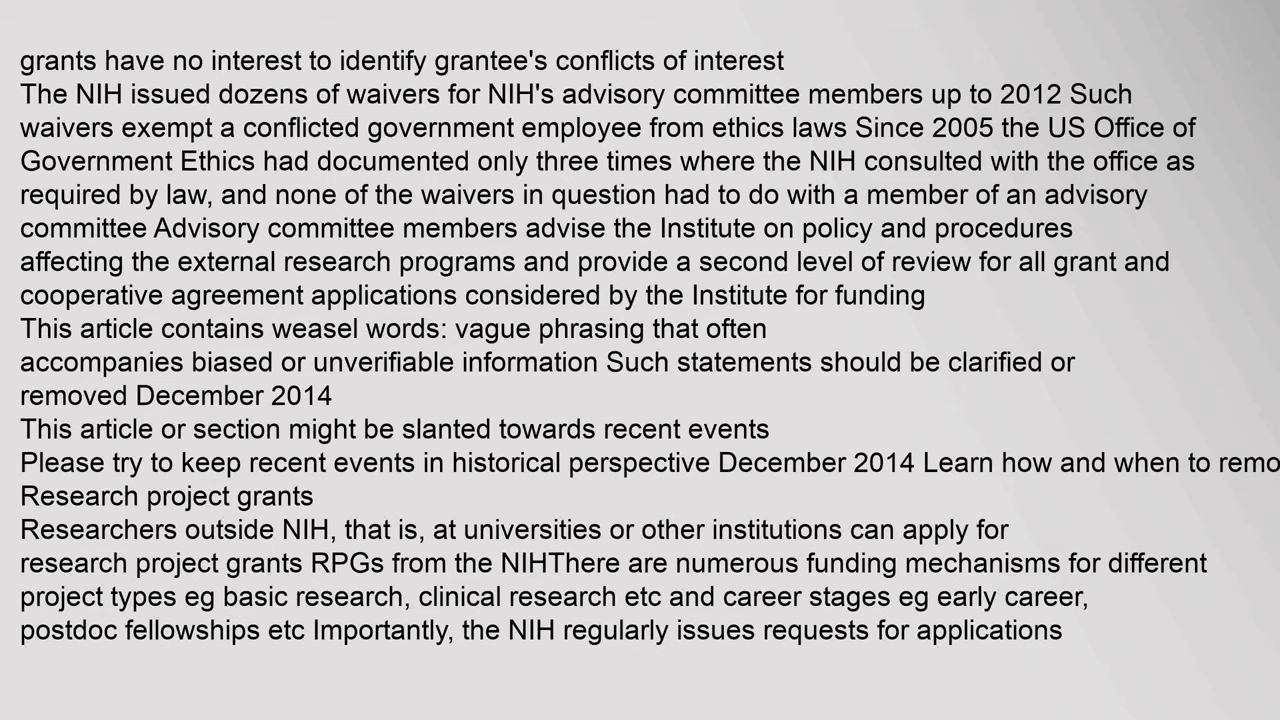 grants have no interest to identify grantee's conflicts of interest
The NIH issued dozens of waivers for NIH's advisory committee members up to 2012 Such
waivers exempt a conflicted government employee from ethics laws Since 2005 the US Office of
Government Ethics had documented only three times where the NIH consulted with the office as
required by law, and none of the waivers in question had to do with a member of an advisory
committee Advisory committee members advise the Institute on policy and procedures
affecting the external research programs and provide a second level of review for all grant and
cooperative agreement applications considered by the Institute for funding
This article contains weasel words: vague phrasing that often
accompanies biased or unverifiable information Such statements should be clarified or
removed December 2014
This article or section might be slanted towards recent events
Please try to keep recent events in historical perspective December 2014 Learn how and when to remo
Research project grants
Researchers outside NIH, that is, at universities or other institutions can apply for
research project grants RPGs from the NIHThere are numerous funding mechanisms for different
project types eg basic research, clinical research etc and career stages eg early career,
postdoc fellowships etc Importantly, the NIH regularly issues requests for applications